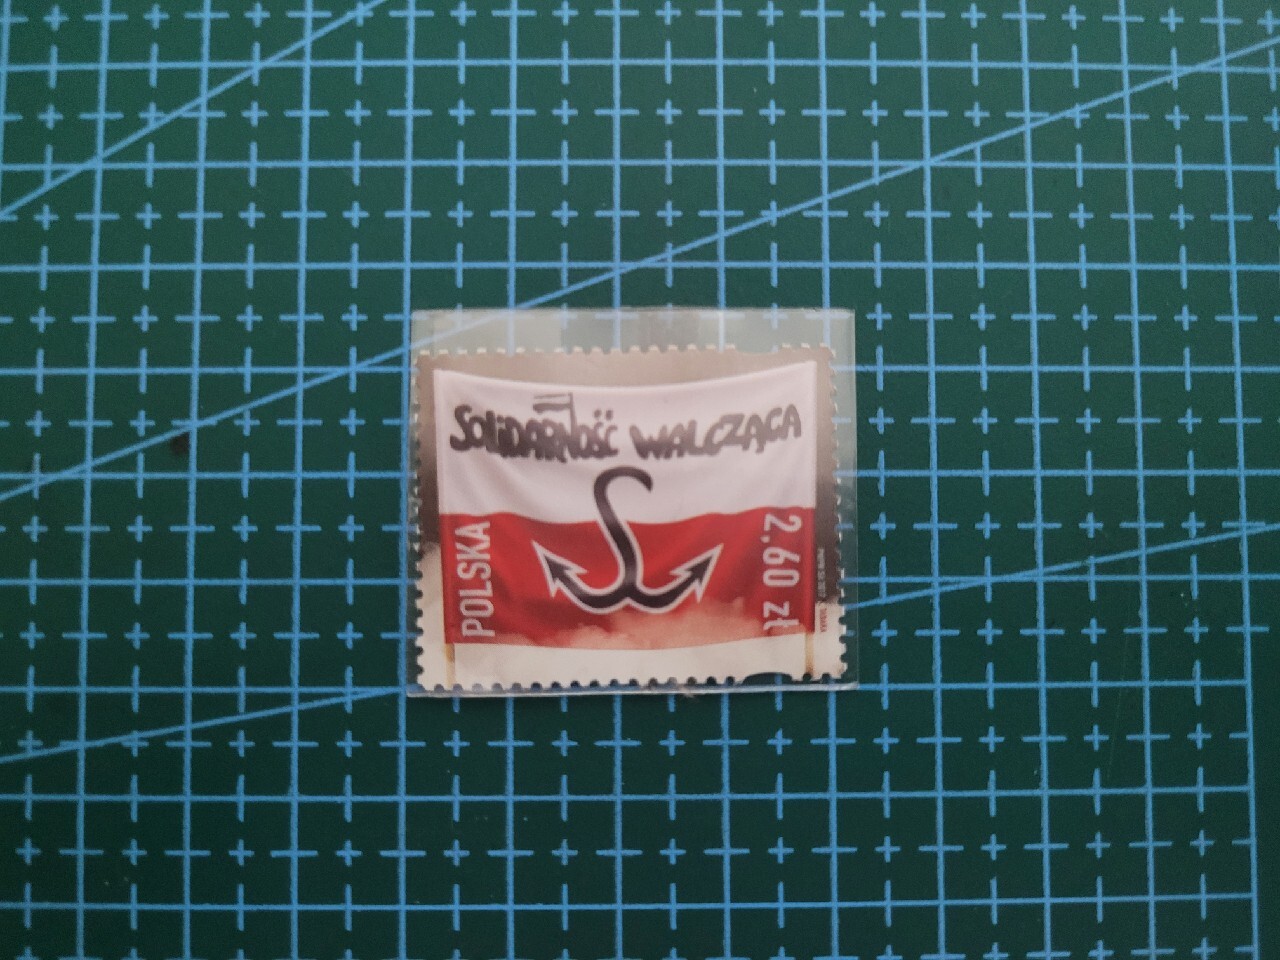 SOLIDARNOŚĆ WALCZĄCA
POLSKA
2,60 zł